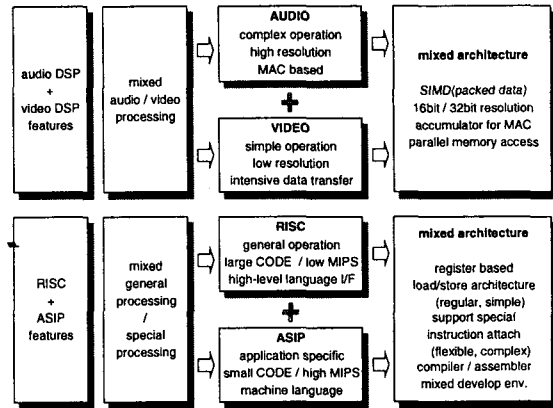 audio DSP
+
video DSP
features
mixed
audio / video
processing
AUDIO
complex operation
high resolution
MAC based
+
VIDEO
simple operation
low resolution
intensive data transfer
mixed architecture
SIMD(packed data)
16bit / 32bit resolution
accumulator for MAC
parallel memory access
RISC
+
ASIP
features
mixed
general
processing
/
special
processing
RISC
general operation
large CODE / low MIPS
high-level language I/F
+
ASIP
application specific
small CODE / high MIPS
machine language
mixed architecture
register based
load/store architecture
(regular, simple)
support special
instruction attach
(flexible, complex)
compiler / assembler
mixed develop env.